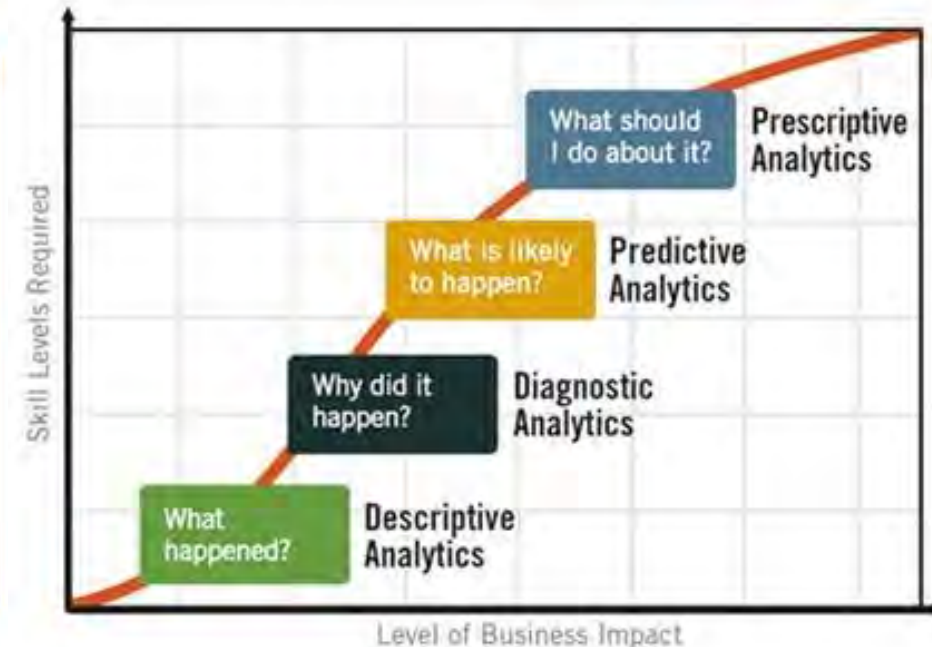 What should
I do about it?
Prescriptive
Analytics
What is likely
to happen?
Predictive
Analytics
Why did it
happen?
Diagnostic
Analytics
What
happened?
Descriptive
Analytics
Skill Levels Required
Level of Business Impact